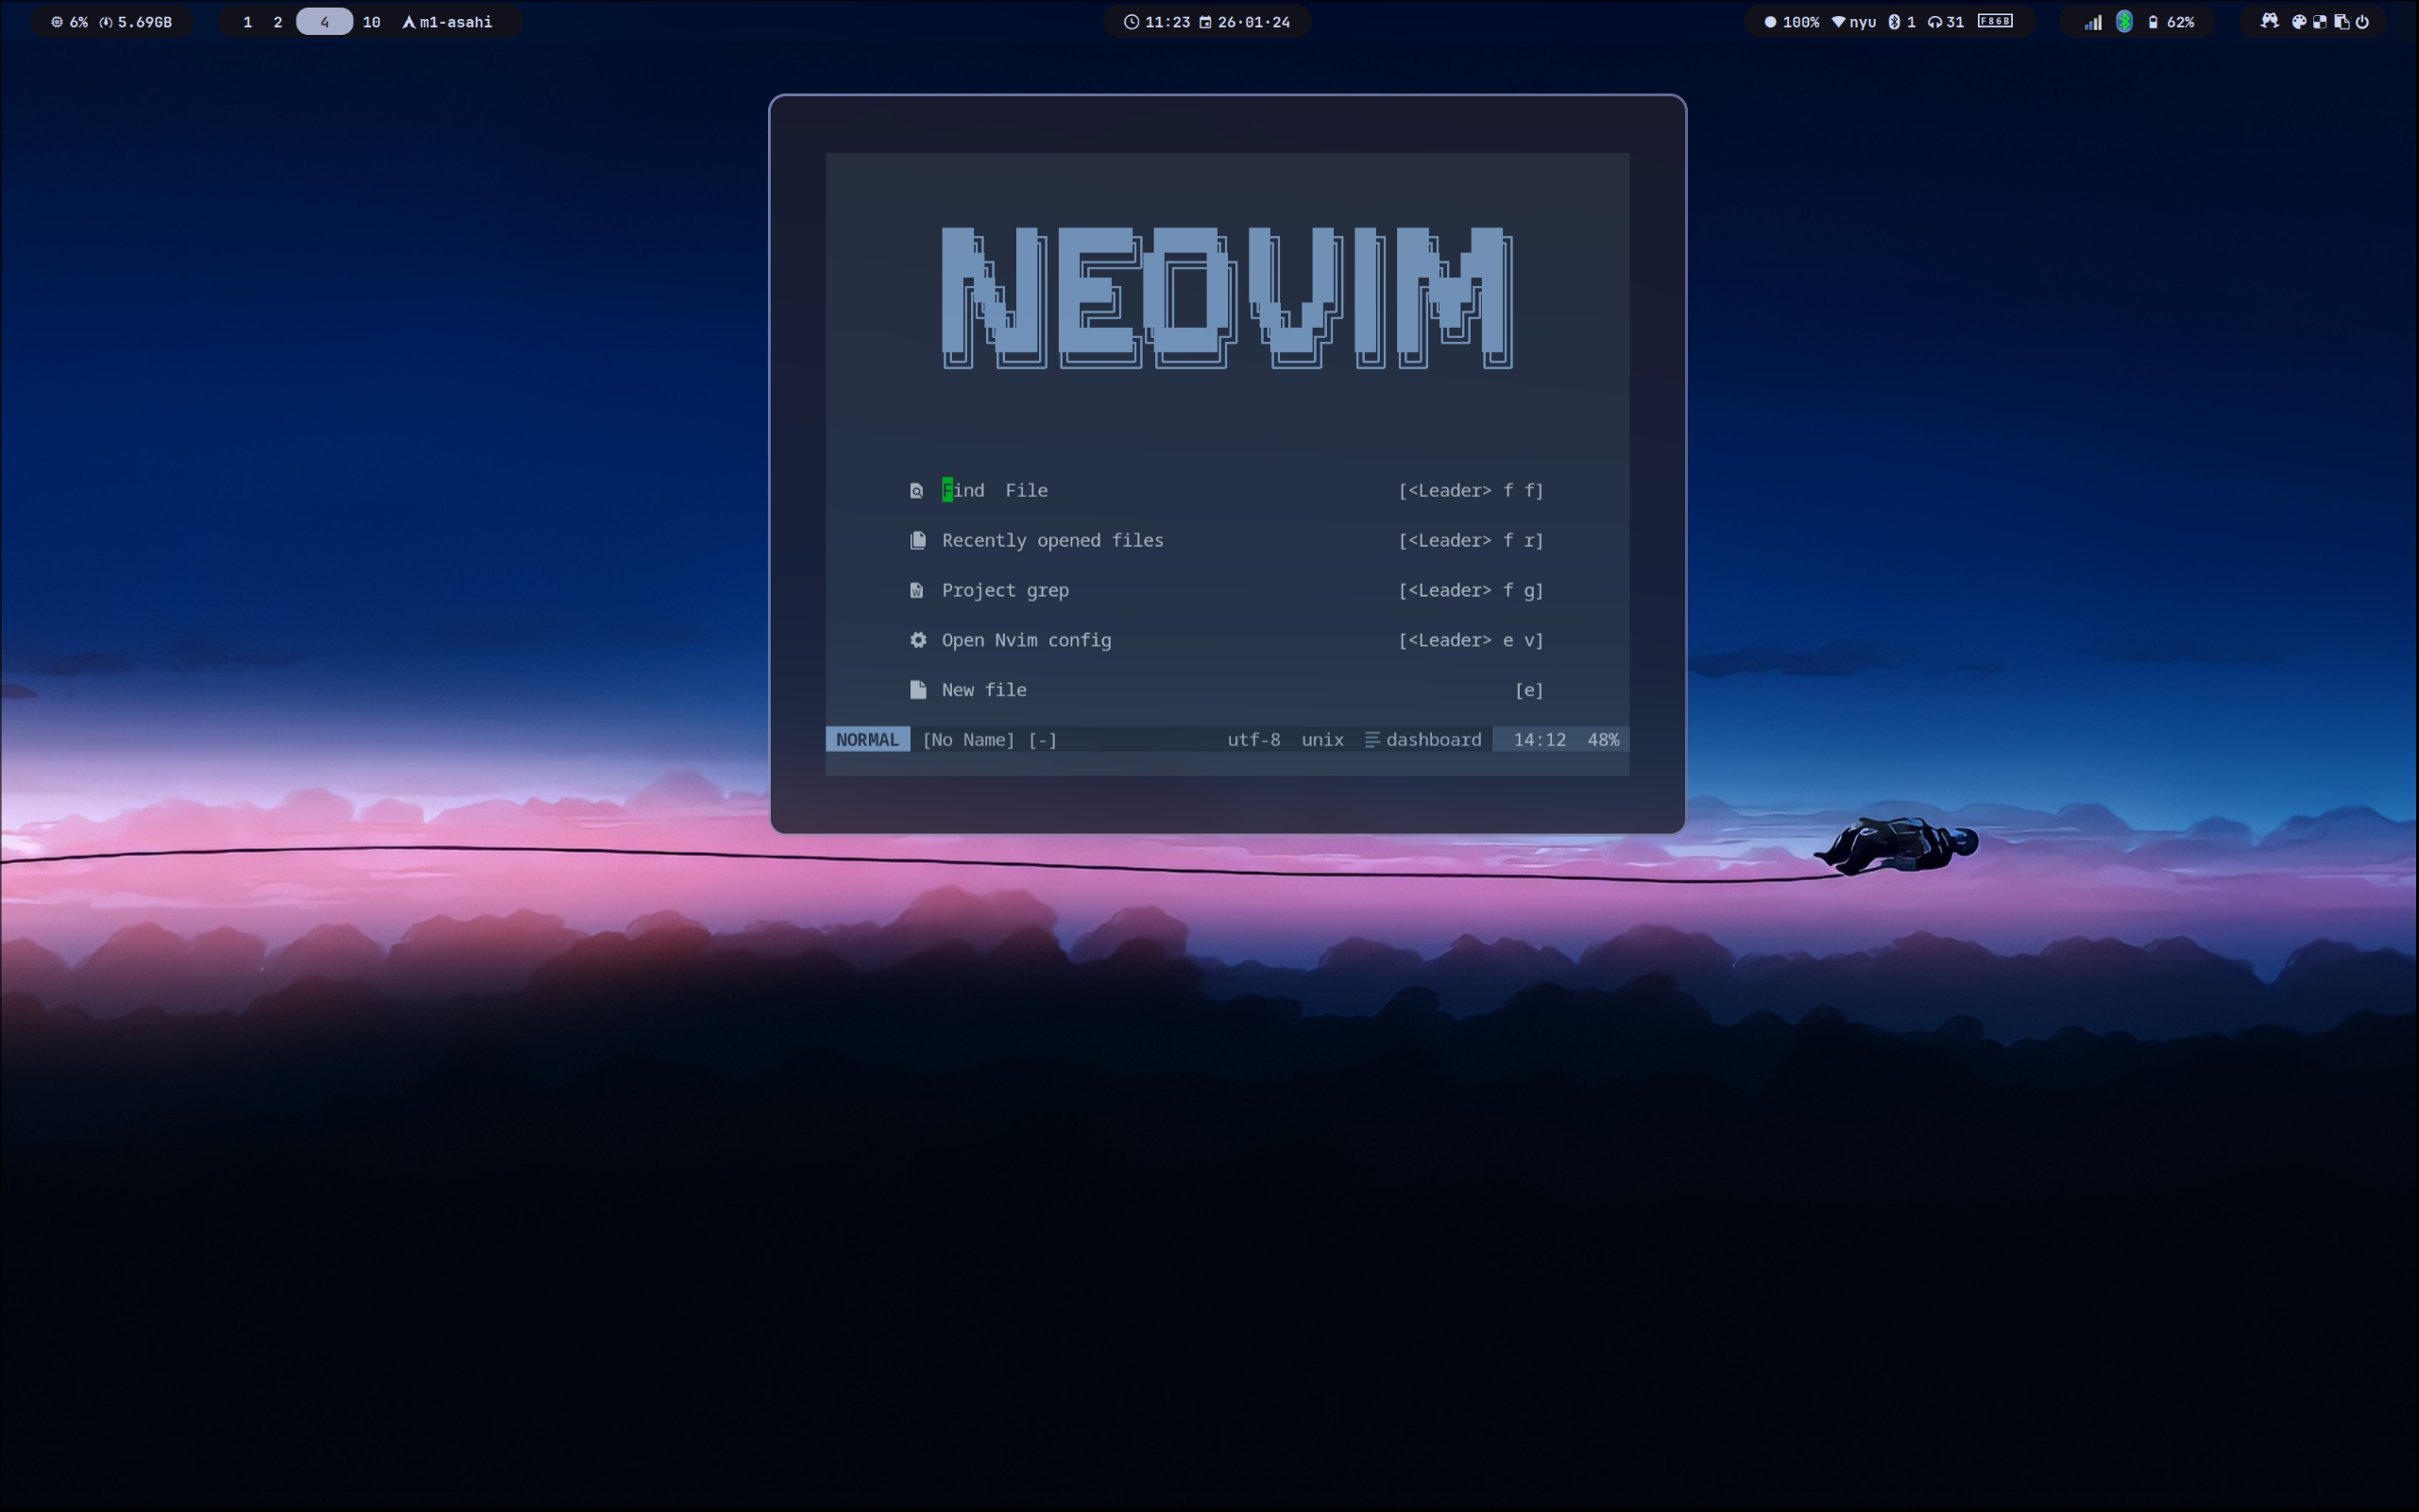 6% 5.69GB 1 2 4 10 m1-asahi 11:23 26·01·24 100% nyu 1 31 F86B 62%
NEOVIM
Find  File [<Leader> f f]
Recently opened files [<Leader> f r]
Project grep [<Leader> f g]
Open Nvim config [<Leader> e v]
New file [e]
NORMAL [No Name] [-] utf-8 unix dashboard 14:12 48%